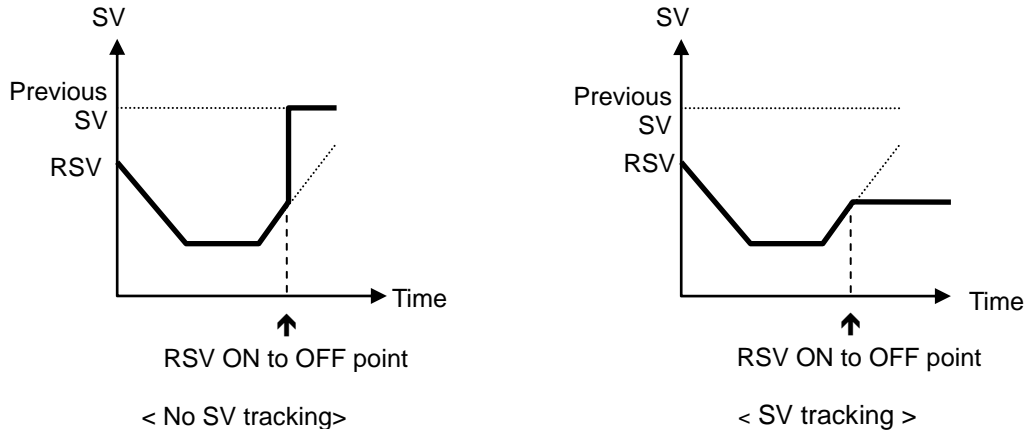 SV
Previous
SV
RSV
Time
RSV ON to OFF point
< No SV tracking>
SV
Previous
SV
RSV
Time
RSV ON to OFF point
< SV tracking >